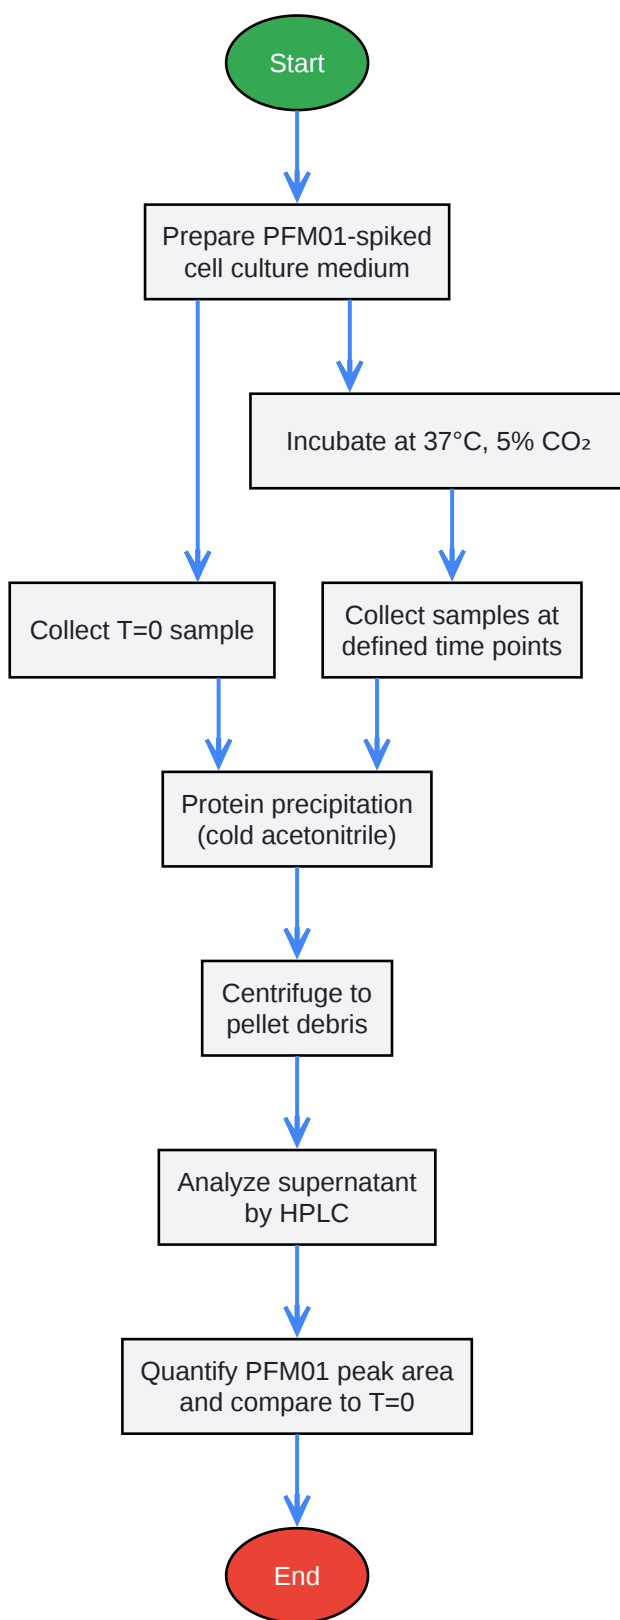 Start
Prepare PFM01-spiked
cell culture medium
Incubate at 37°C, 5% CO₂
Collect T=0 sample
Collect samples at
defined time points
Protein precipitation
(cold acetonitrile)
Centrifuge to
pellet debris
Analyze supernatant
by HPLC
Quantify PFM01 peak area
and compare to T=0
End